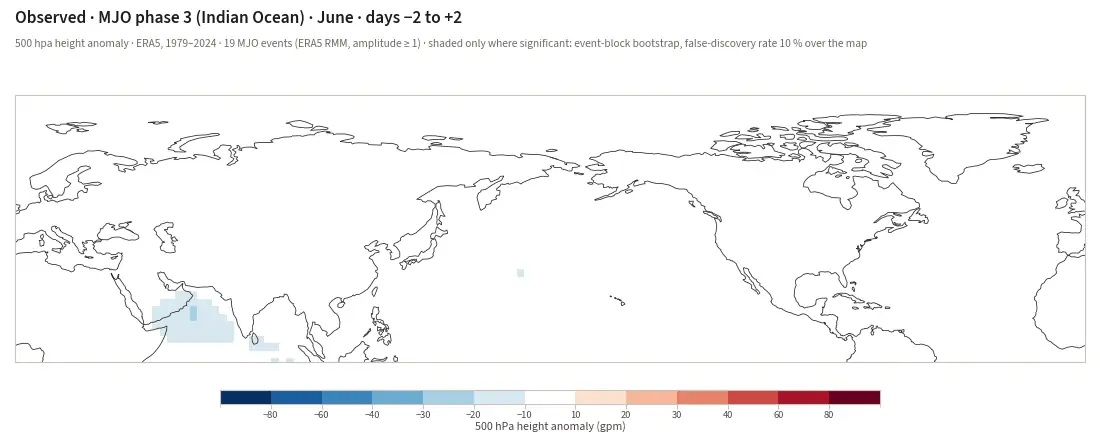 Observed · MJO phase 3 (Indian Ocean) · June · days −2 to +2
500 hpa height anomaly · ERA5, 1979–2024 · 19 MJO events (ERA5 RMM, amplitude ≥ 1) · shaded only where significant: event-block bootstrap, false-discovery rate 10 % over the map
−80 −60 −40 −30 −20 −10 10 20 30 40 60 80
500 hPa height anomaly (gpm)